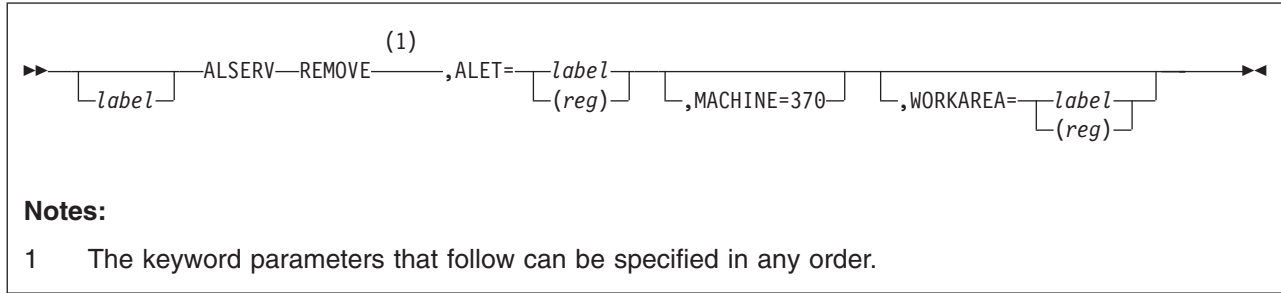 (1)
ALSERV REMOVE ,ALET= label
label (reg) ,MACHINE=370 ,WORKAREA= label
(reg)
Notes:
1 The keyword parameters that follow can be specified in any order.